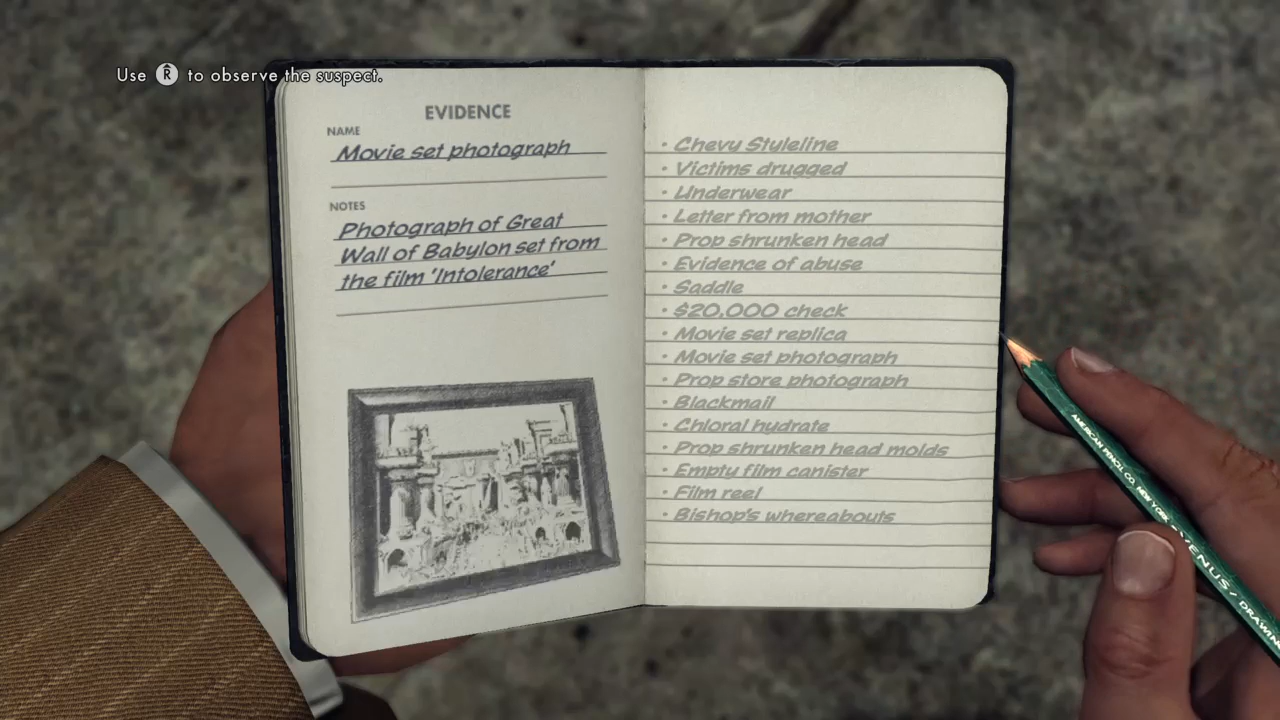 Use R to observe the suspect.
EVIDENCE
NAME
Movie set photograph
NOTES
Photograph of Great
Wall of Babylon set from
the film 'Intolerance'
• Chevy Styleline
• Victims drugged
• Underwear
• Letter from mother
• Prop shrunken head
• Evidence of abuse
• Saddle
• $20,000 check
• Movie set replica
• Movie set photograph
• Prop store photograph
• Blackmail
• Chloral hydrate
• Prop shrunken head molds
• Empty film canister
• Film reel
• Bishop's whereabouts
AMERICAN PENCIL CO. NEW YORK VENUS / DRAWING